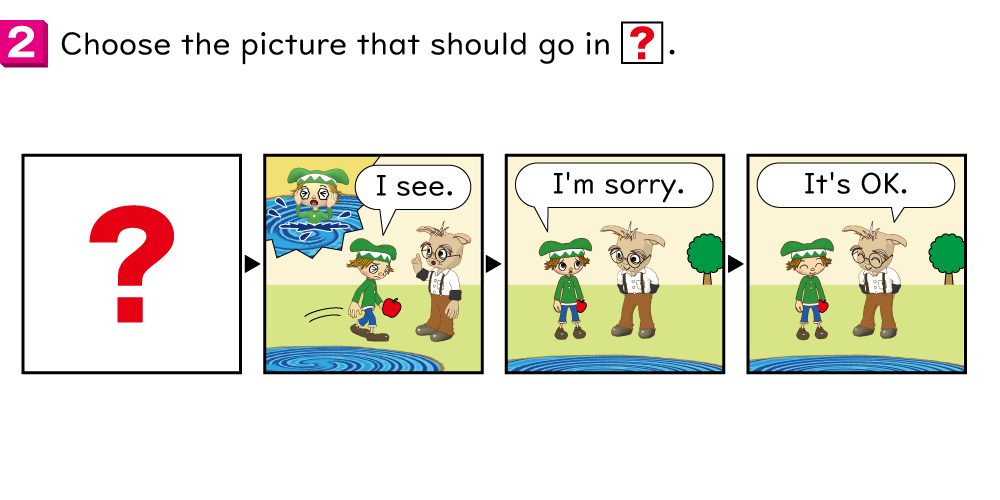 2 Choose the picture that should go in ?.
?
I see.
I'm sorry.
It's OK.